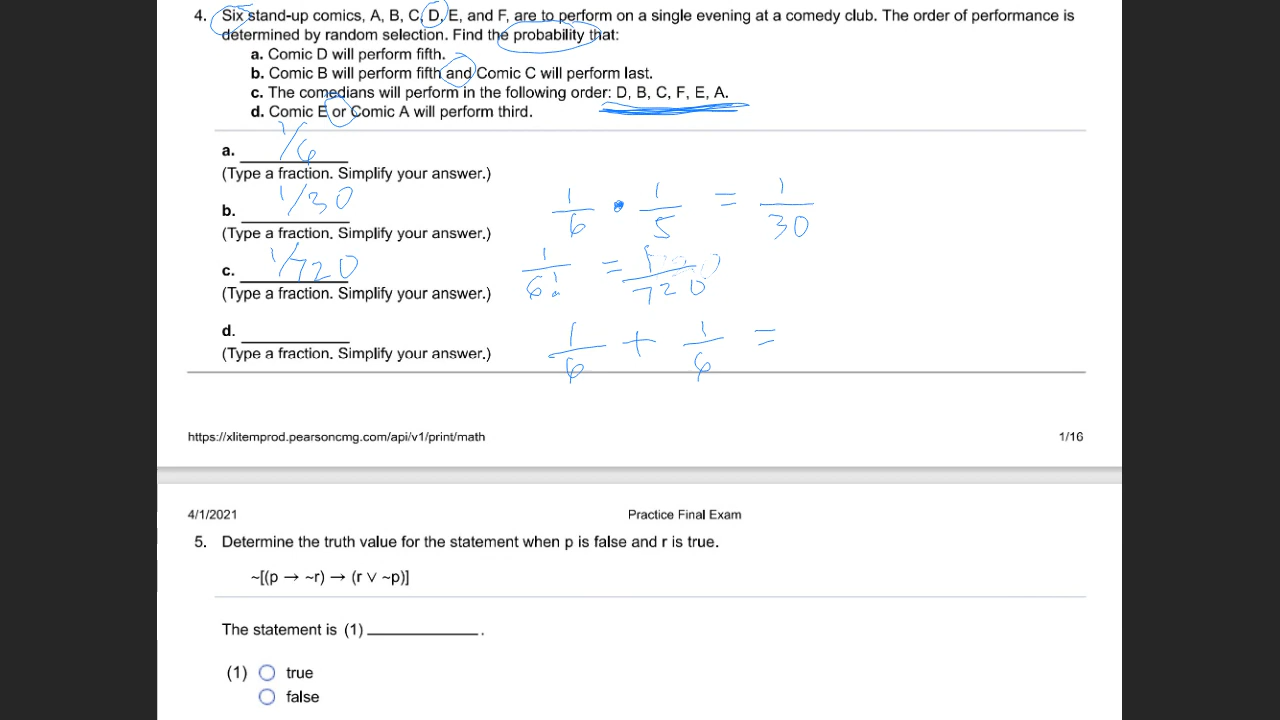 4. Six stand-up comics, A, B, C, D, E, and F, are to perform on a single evening at a comedy club. The order of performance is
determined by random selection. Find the probability that:
a. Comic D will perform fifth.
b. Comic B will perform fifth and Comic C will perform last.
c. The comedians will perform in the following order: D, B, C, F, E, A.
d. Comic E or Comic A will perform third.
a. 1/6
(Type a fraction. Simplify your answer.)
b. 1/30
1/6 · 1/5 = 1/30
(Type a fraction. Simplify your answer.)
c. 1/720
1/6! = 1/720
(Type a fraction. Simplify your answer.)
d.
1/6 + 1/6 =
(Type a fraction. Simplify your answer.)
https://xlitemprod.pearsoncmg.com/api/v1/print/math 1/16
4/1/2021 Practice Final Exam
5. Determine the truth value for the statement when p is false and r is true.
~[(p → ~r) → (r ∨ ~p)]
The statement is (1) ____________ .
(1) true
false